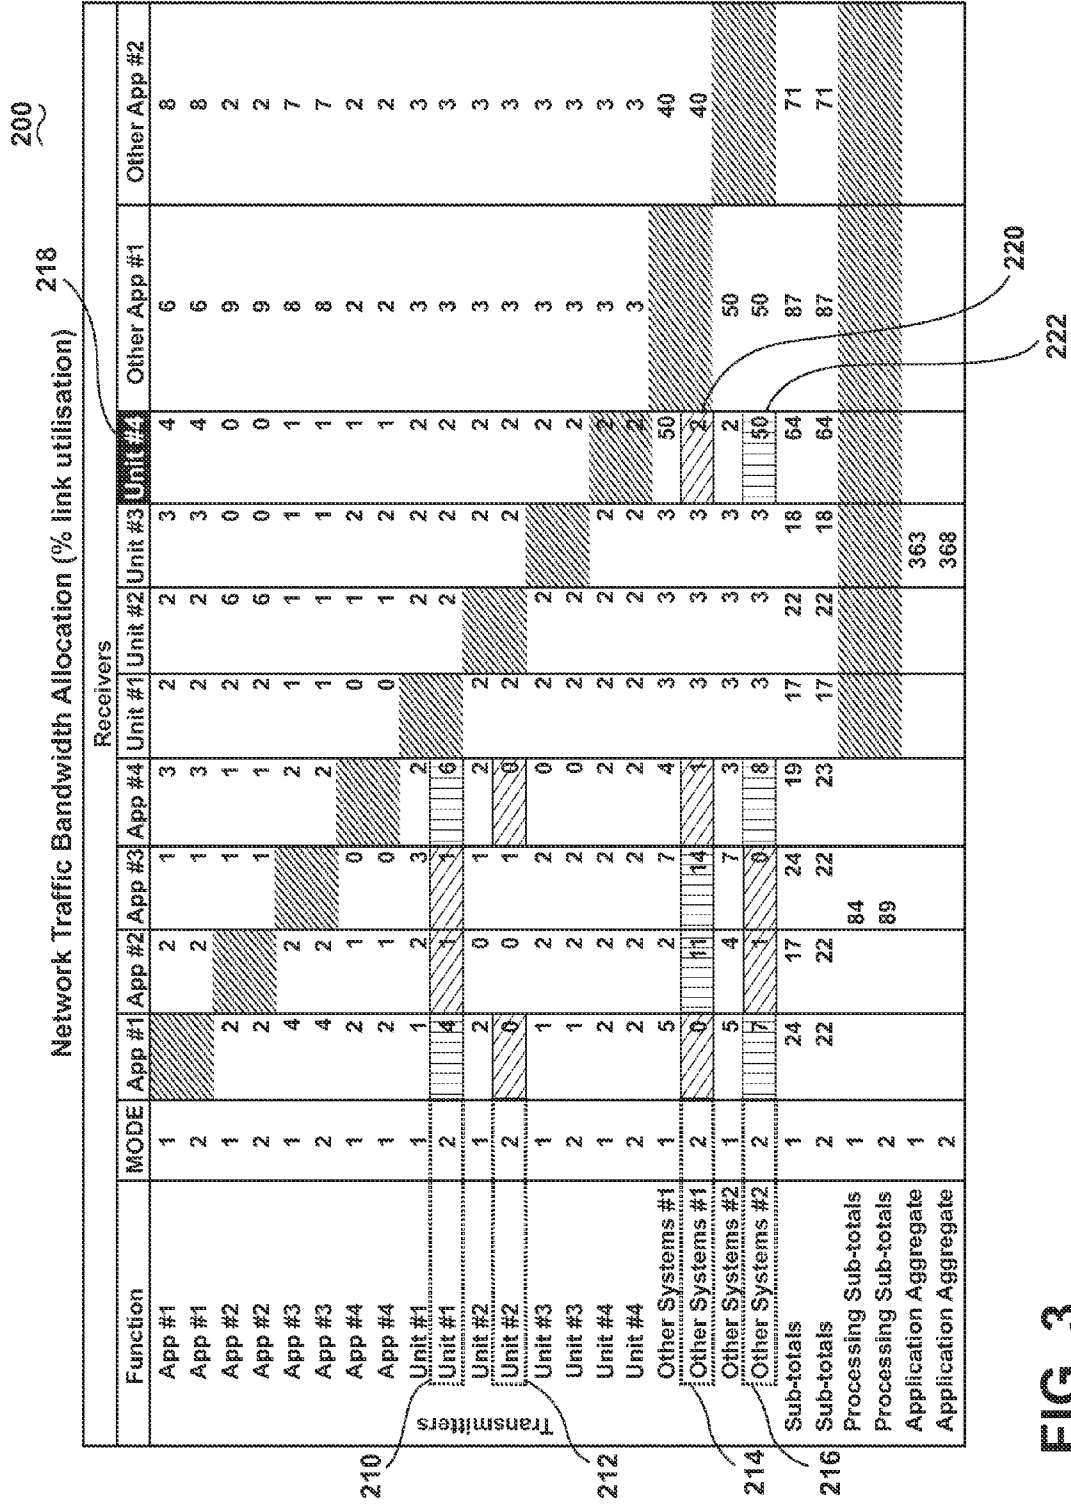 200
Network Traffic Bandwidth Allocation (% link utilisation)
218
Receivers
Function MODE App #1 App #2 App #3 App #4 Unit #1 Unit #2 Unit #3 Unit #4 Other App #1 Other App #2
Transmitters
App #1 1 2 1 3 2 2 3 4 6 8
App #1 2 2 1 3 2 2 3 4 6 8
App #2 1 2 1 1 2 6 0 0 9 2
App #2 2 2 1 1 2 6 0 0 9 2
App #3 1 4 2 2 1 1 1 1 8 7
App #3 2 4 2 2 1 1 1 1 8 7
App #4 1 2 1 0 0 1 2 1 2 2
App #4 2 2 1 0 0 1 2 1 2 2
Unit #1 1 1 2 3 2 2 2 2 3 3
210
Unit #1 2 4 1 1 6 2 2 2 3 3
Unit #2 1 2 0 1 2 2 2 2 3 3
212
Unit #2 2 0 0 1 0 2 2 2 3 3
Unit #3 1 1 2 2 0 2 2 2 3 3
Unit #3 2 1 2 2 0 2 2 2 3 3
Unit #4 1 2 2 2 2 2 2 2 2 3 3
Unit #4 2 2 2 2 2 2 2 2 2 3 3
Other Systems #1 1 5 2 7 4 3 3 3 50 40
214
Other Systems #1 2 0 11 14 1 3 3 3 2 40
220
Other Systems #2 1 5 4 7 3 3 3 3 2 50
216
Other Systems #2 2 7 1 0 8 3 3 3 50 50
222
Sub-totals 1 24 17 24 19 17 22 18 64 87 71
Sub-totals 2 22 22 22 23 17 22 18 64 87 71
Processing Sub-totals 1 84
Processing Sub-totals 2 89
Application Aggregate 1 363
Application Aggregate 2 368
FIG. 3